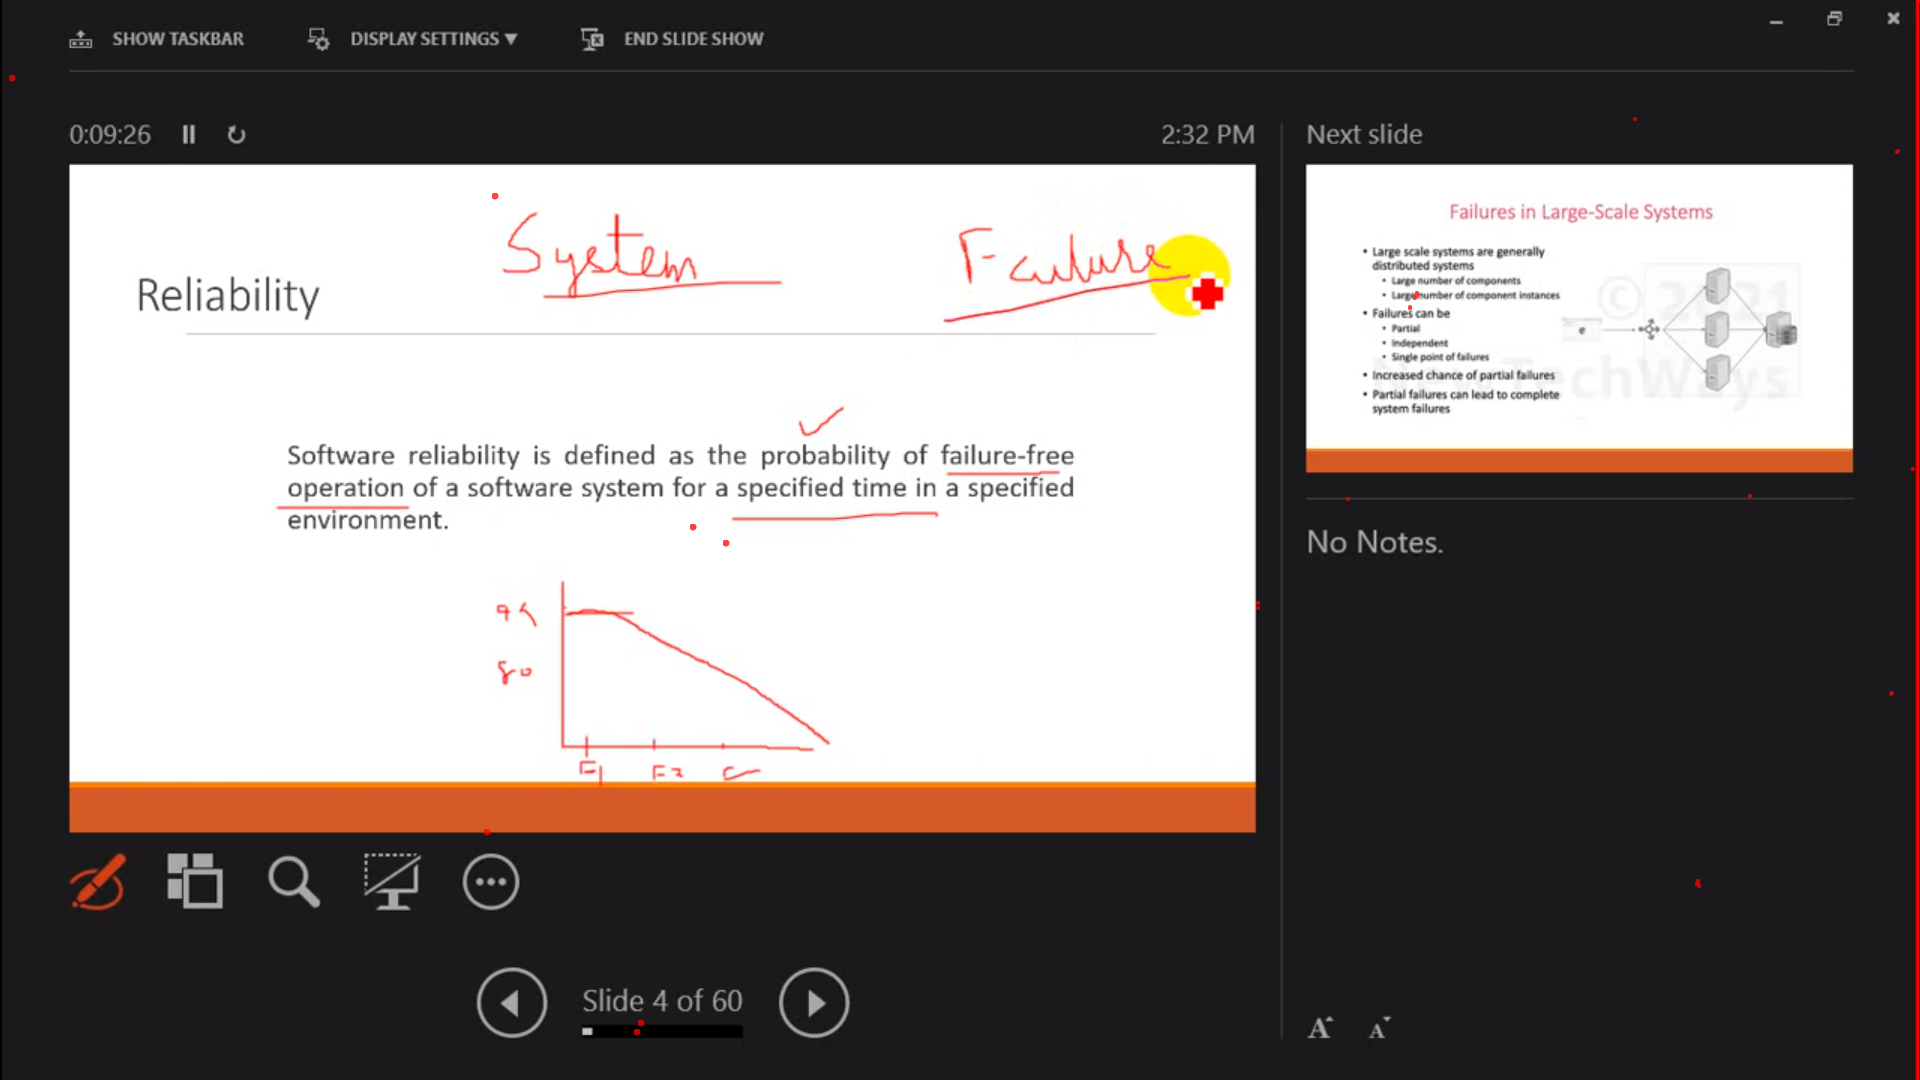 SHOW TASKBAR
DISPLAY SETTINGS
END SLIDE SHOW
0:09:26
2:32 PM
System
Failure
Reliability
Software reliability is defined as the probability of failure-free
operation of a software system for a specified time in a specified
environment.
80
F1
F2
Slide 4 of 60
Next slide
Failures in Large-Scale Systems
• Large scale systems are generally
distributed systems
• Large number of components
• Large number of component instances
• Failures can be
• Partial
• Independent
• Single point of failures
• Increased chance of partial failures
• Partial failures can lead to complete
system failures
© 2021
NewTechWays
No Notes.
A
A